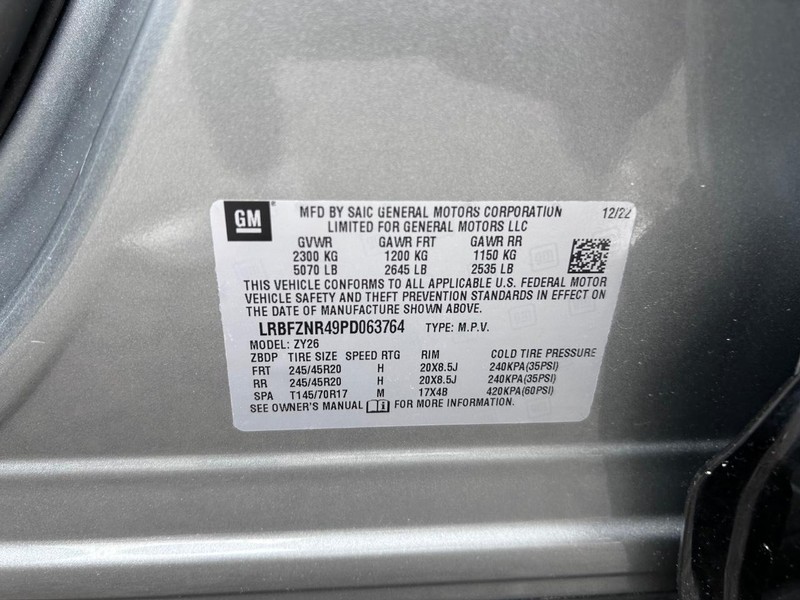 GM
MFD BY SAIC GENERAL MOTORS CORPORATION 12/22
LIMITED FOR GENERAL MOTORS LLC
GVWR GAWR FRT GAWR RR
2300 KG 1200 KG 1150 KG
5070 LB 2645 LB 2535 LB
THIS VEHICLE CONFORMS TO ALL APPLICABLE U.S. FEDERAL MOTOR
VEHICLE SAFETY AND THEFT PREVENTION STANDARDS IN EFFECT ON
THE DATE OF MANUFACTURE SHOWN ABOVE.
LRBFZNR49PD063764 TYPE: M.P.V.
MODEL: ZY26
ZBDP TIRE SIZE SPEED RTG RIM COLD TIRE PRESSURE
FRT 245/45R20 H 20X8.5J 240KPA(35PSI)
RR 245/45R20 H 20X8.5J 240KPA(35PSI)
SPA T145/70R17 M 17X4B 420KPA(60PSI)
SEE OWNER'S MANUAL FOR MORE INFORMATION.